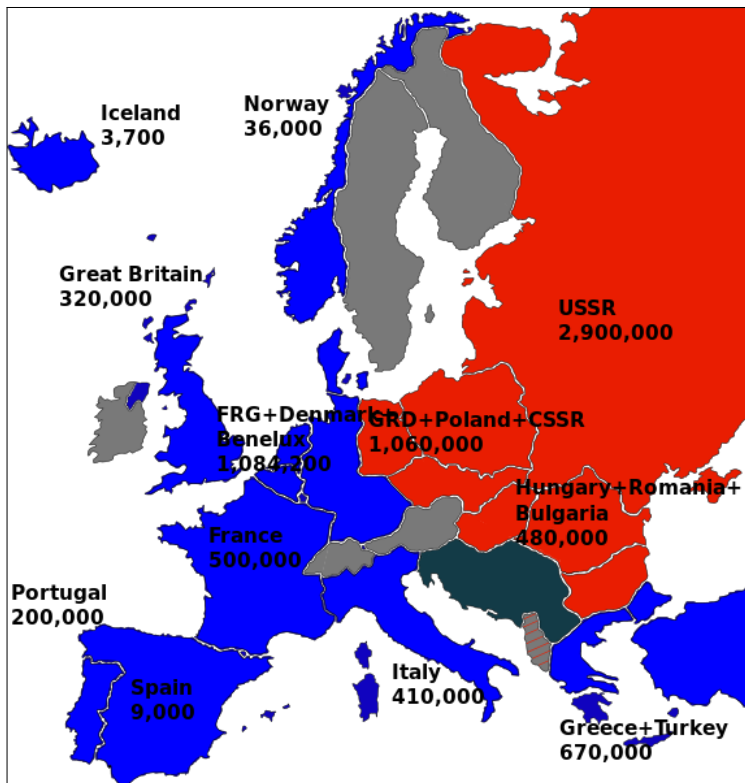 Iceland
3,700
Norway
36,000
Great Britain
320,000
USSR
2,900,000
FRG+Denmark+
Benelux
1,084,200
GRD+Poland+CSSR
1,060,000
Hungary+Romania+
Bulgaria
480,000
France
500,000
Portugal
200,000
Spain
9,000
Italy
410,000
Greece+Turkey
670,000